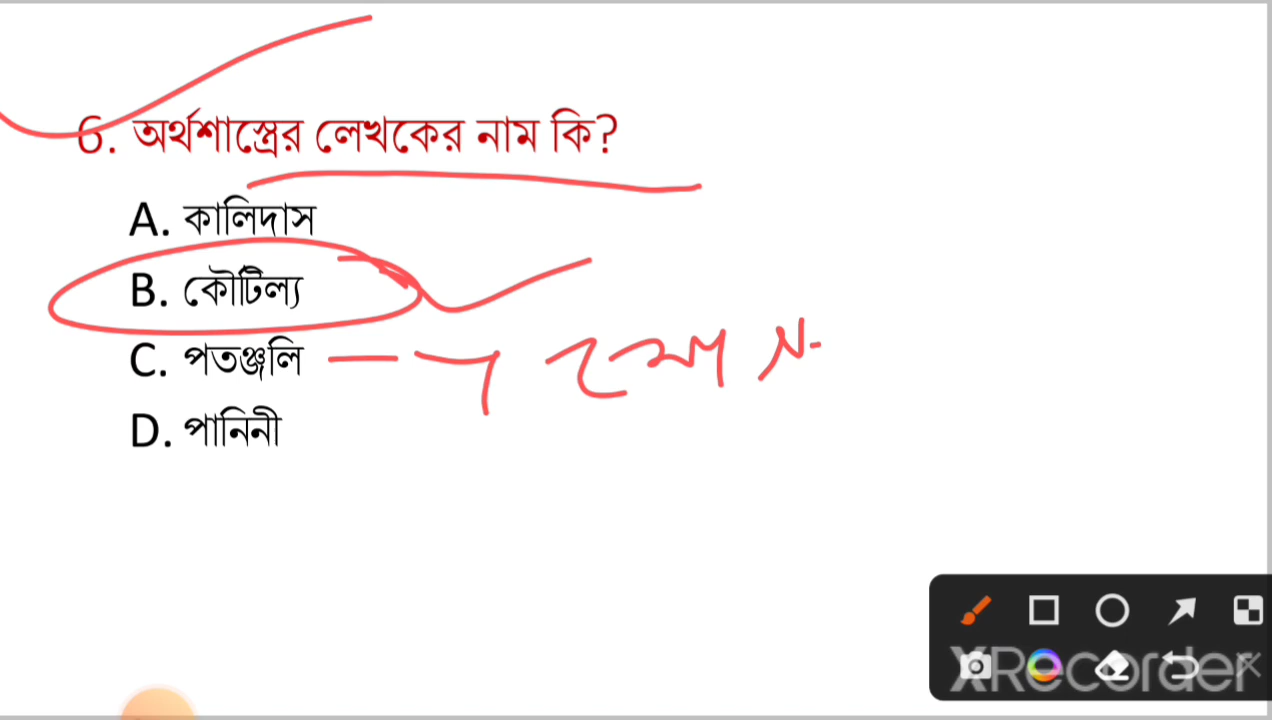 6. অর্থশাস্ত্রের লেখকের নাম কি?
A. কালিদাস
B. কৌটিল্য
C. পতঞ্জলি
D. পানিনী
XRecorder